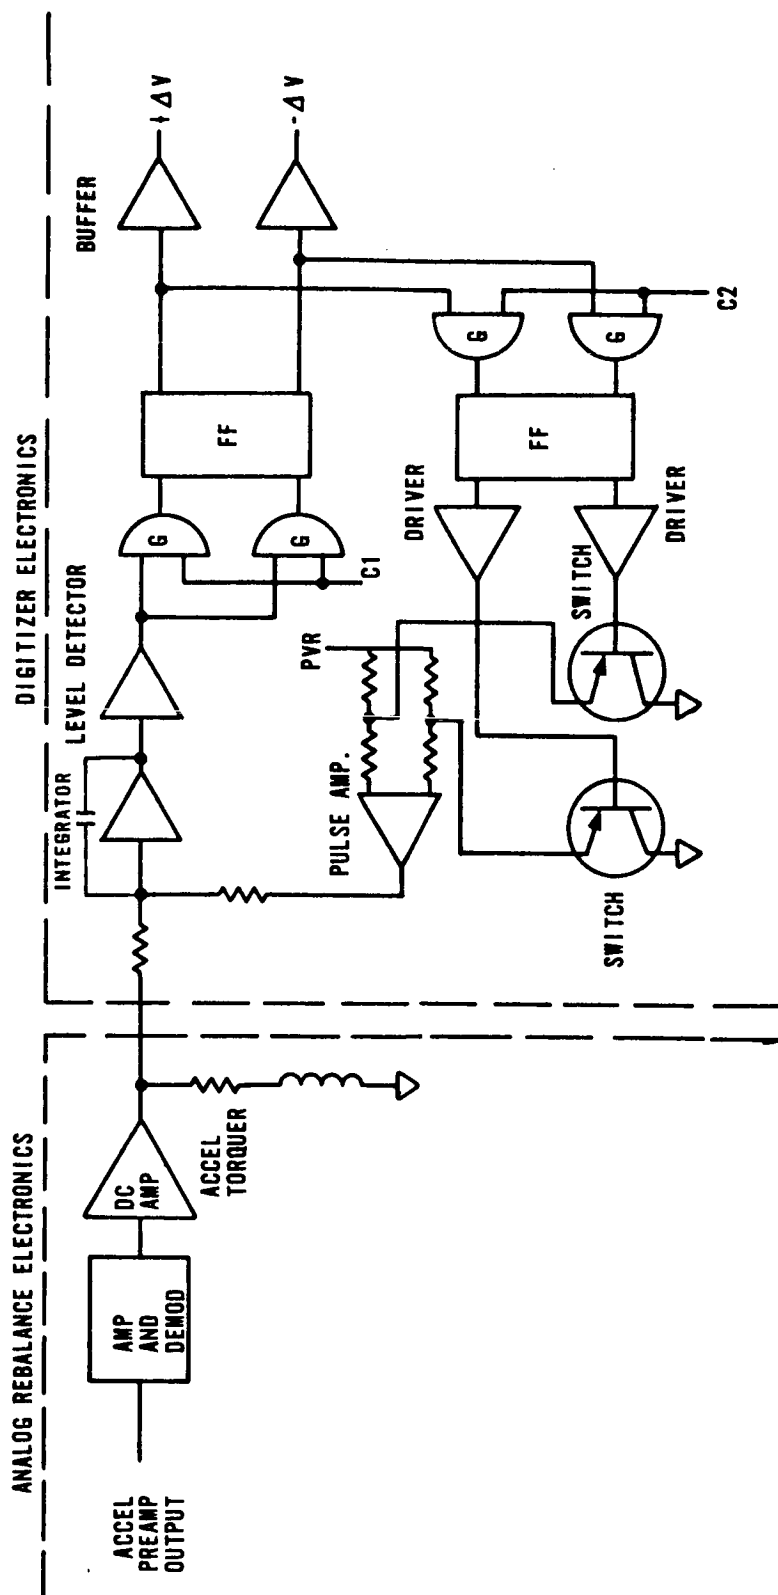 ANALOG REBALANCE ELECTRONICS
ACCEL
PREAMP
OUTPUT
AMP
AND
DEMOD
DC
AMP
ACCEL
TORQUER
DIGITIZER ELECTRONICS
INTEGRATOR
LEVEL DETECTOR
G
G
C1
FF
BUFFER
+ΔV
-ΔV
PULSE AMP.
PVR
SWITCH
SWITCH
DRIVER
DRIVER
FF
G
G
C2